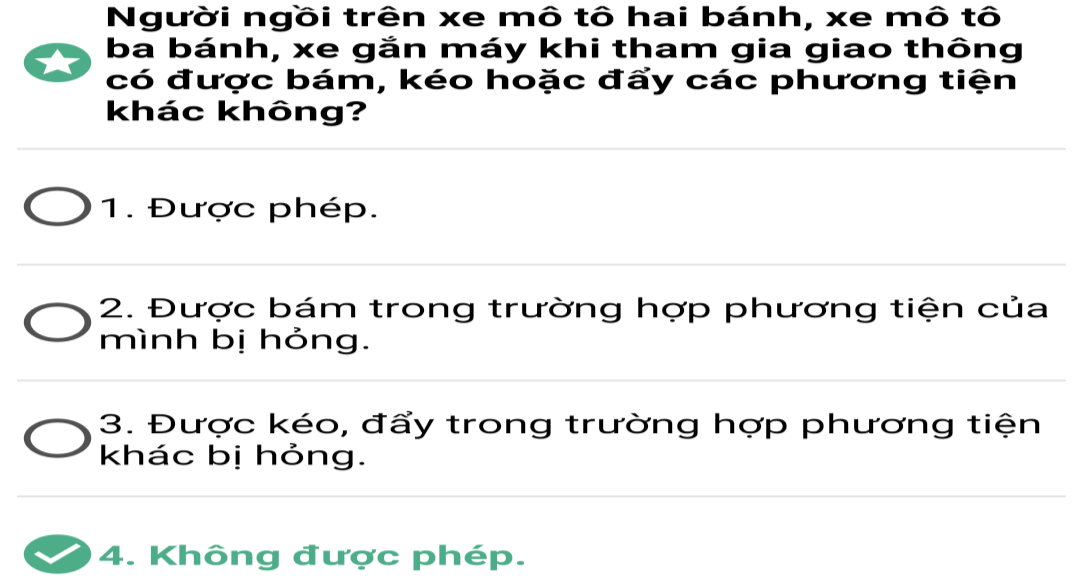 Người ngồi trên xe mô tô hai bánh, xe mô tô
ba bánh, xe gắn máy khi tham gia giao thông
có được bám, kéo hoặc đẩy các phương tiện
khác không?
1. Được phép.
2. Được bám trong trường hợp phương tiện của
mình bị hỏng.
3. Được kéo, đẩy trong trường hợp phương tiện
khác bị hỏng.
4. Không được phép.